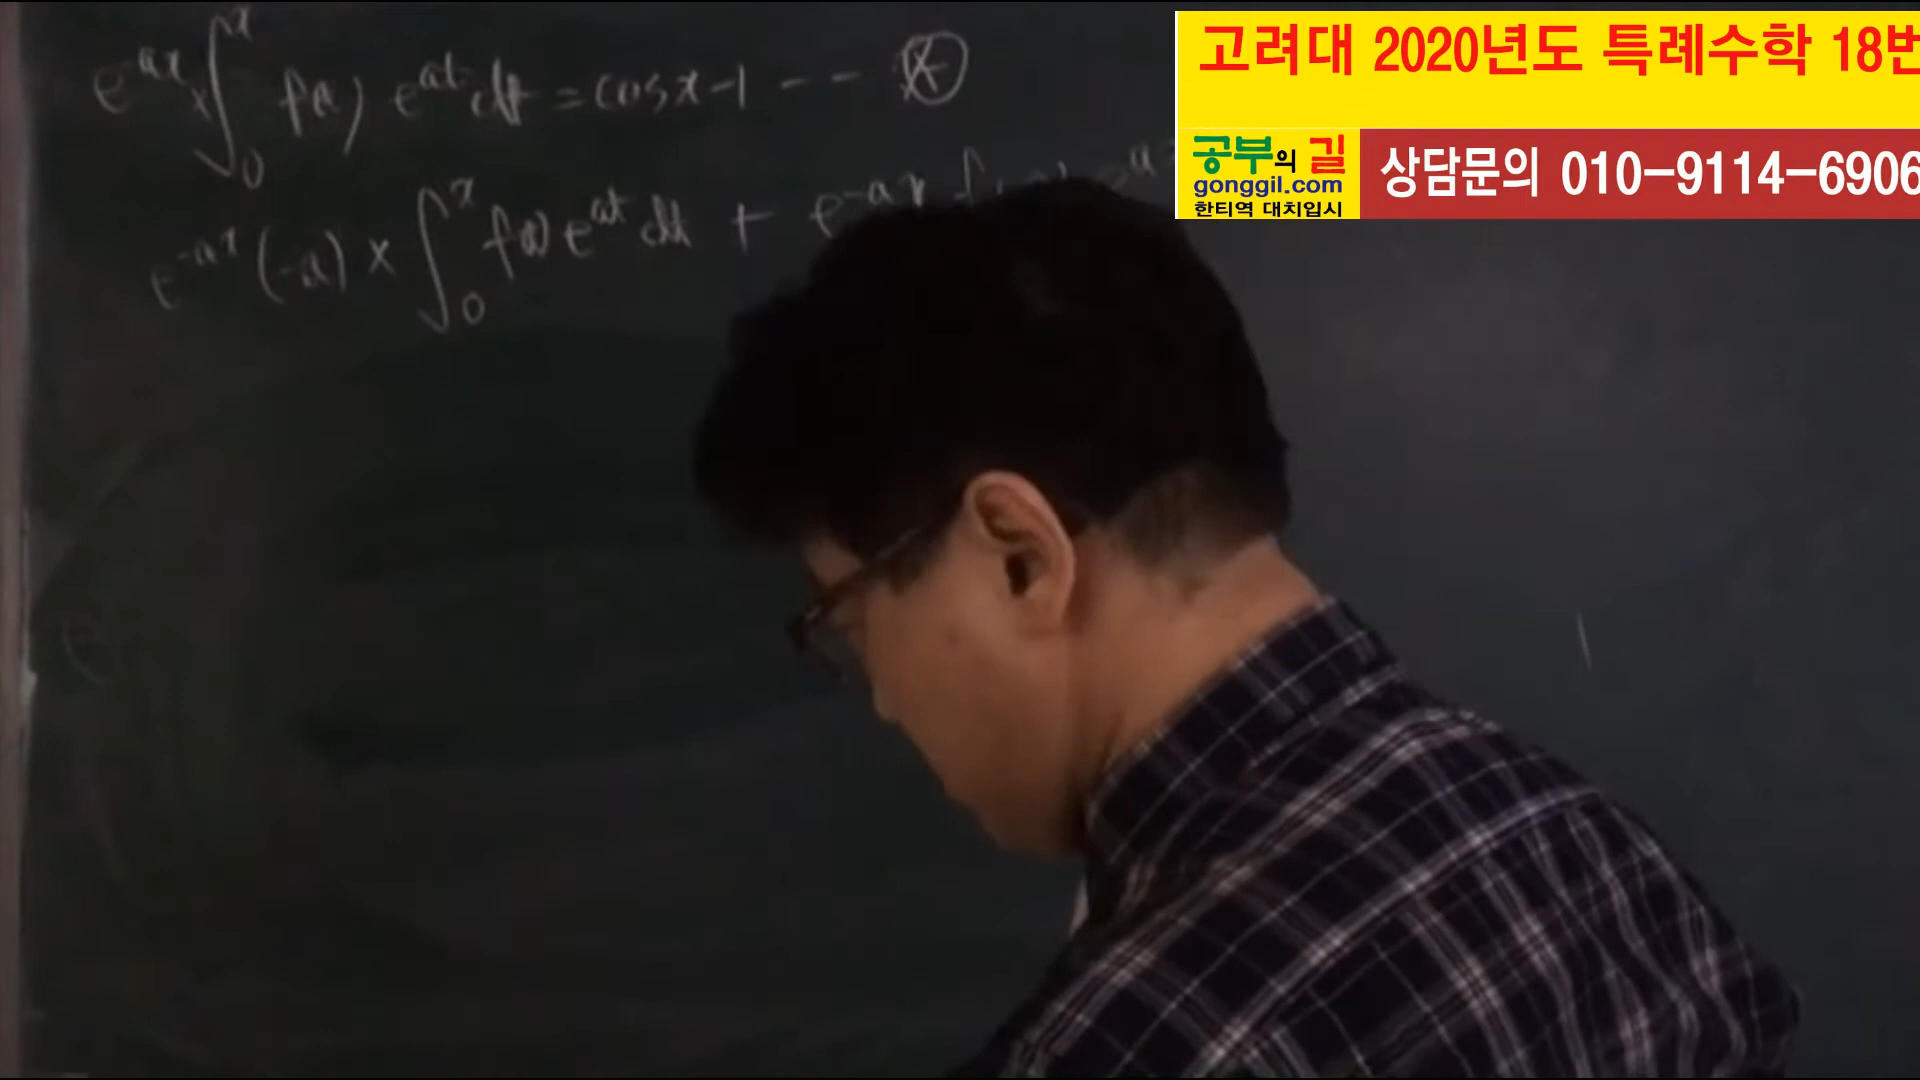 e^{ax} × ∫_0^x f(t) e^{at} dt = cos x - 1 -- ⊛
e^{-ax} (-a) × ∫_0^x f(t) e^{at} dt + e^{-ax}
고려대 2020년도 특례수학 18번
공부의 길
gonggil.com
한티역 대치입시
상담문의 010-9114-6906